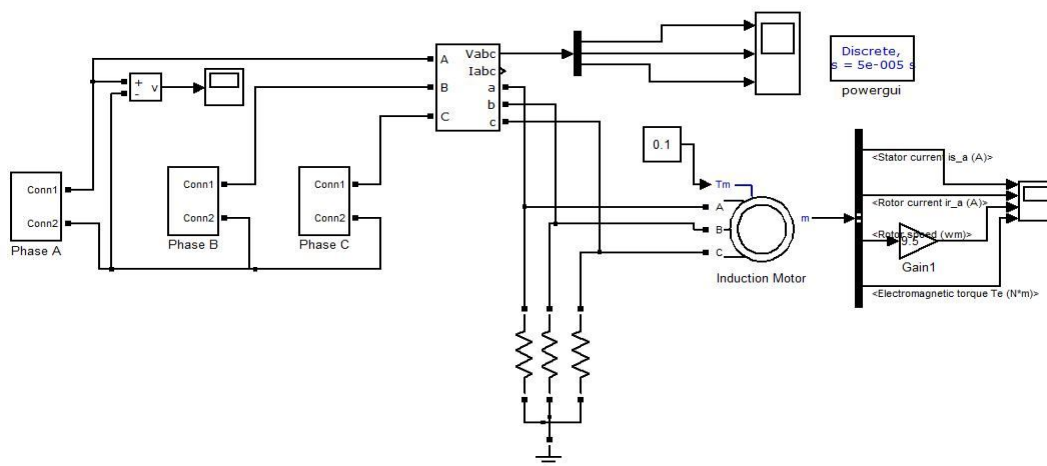 Vabc
A
Iabc
B
a
b
C
c
+
-
v
Discrete,
s = 5e-005 s
powergui
0.1
Conn1
Conn2
Phase A
Conn1
Conn2
Phase B
Conn1
Conn2
Phase C
Tm
A
B
C
m
Induction Motor
<Stator current is_a (A)>
<Rotor current ir_a (A)>
<Rotor speed (wm)>
9.5
Gain1
<Electromagnetic torque Te (N*m)>